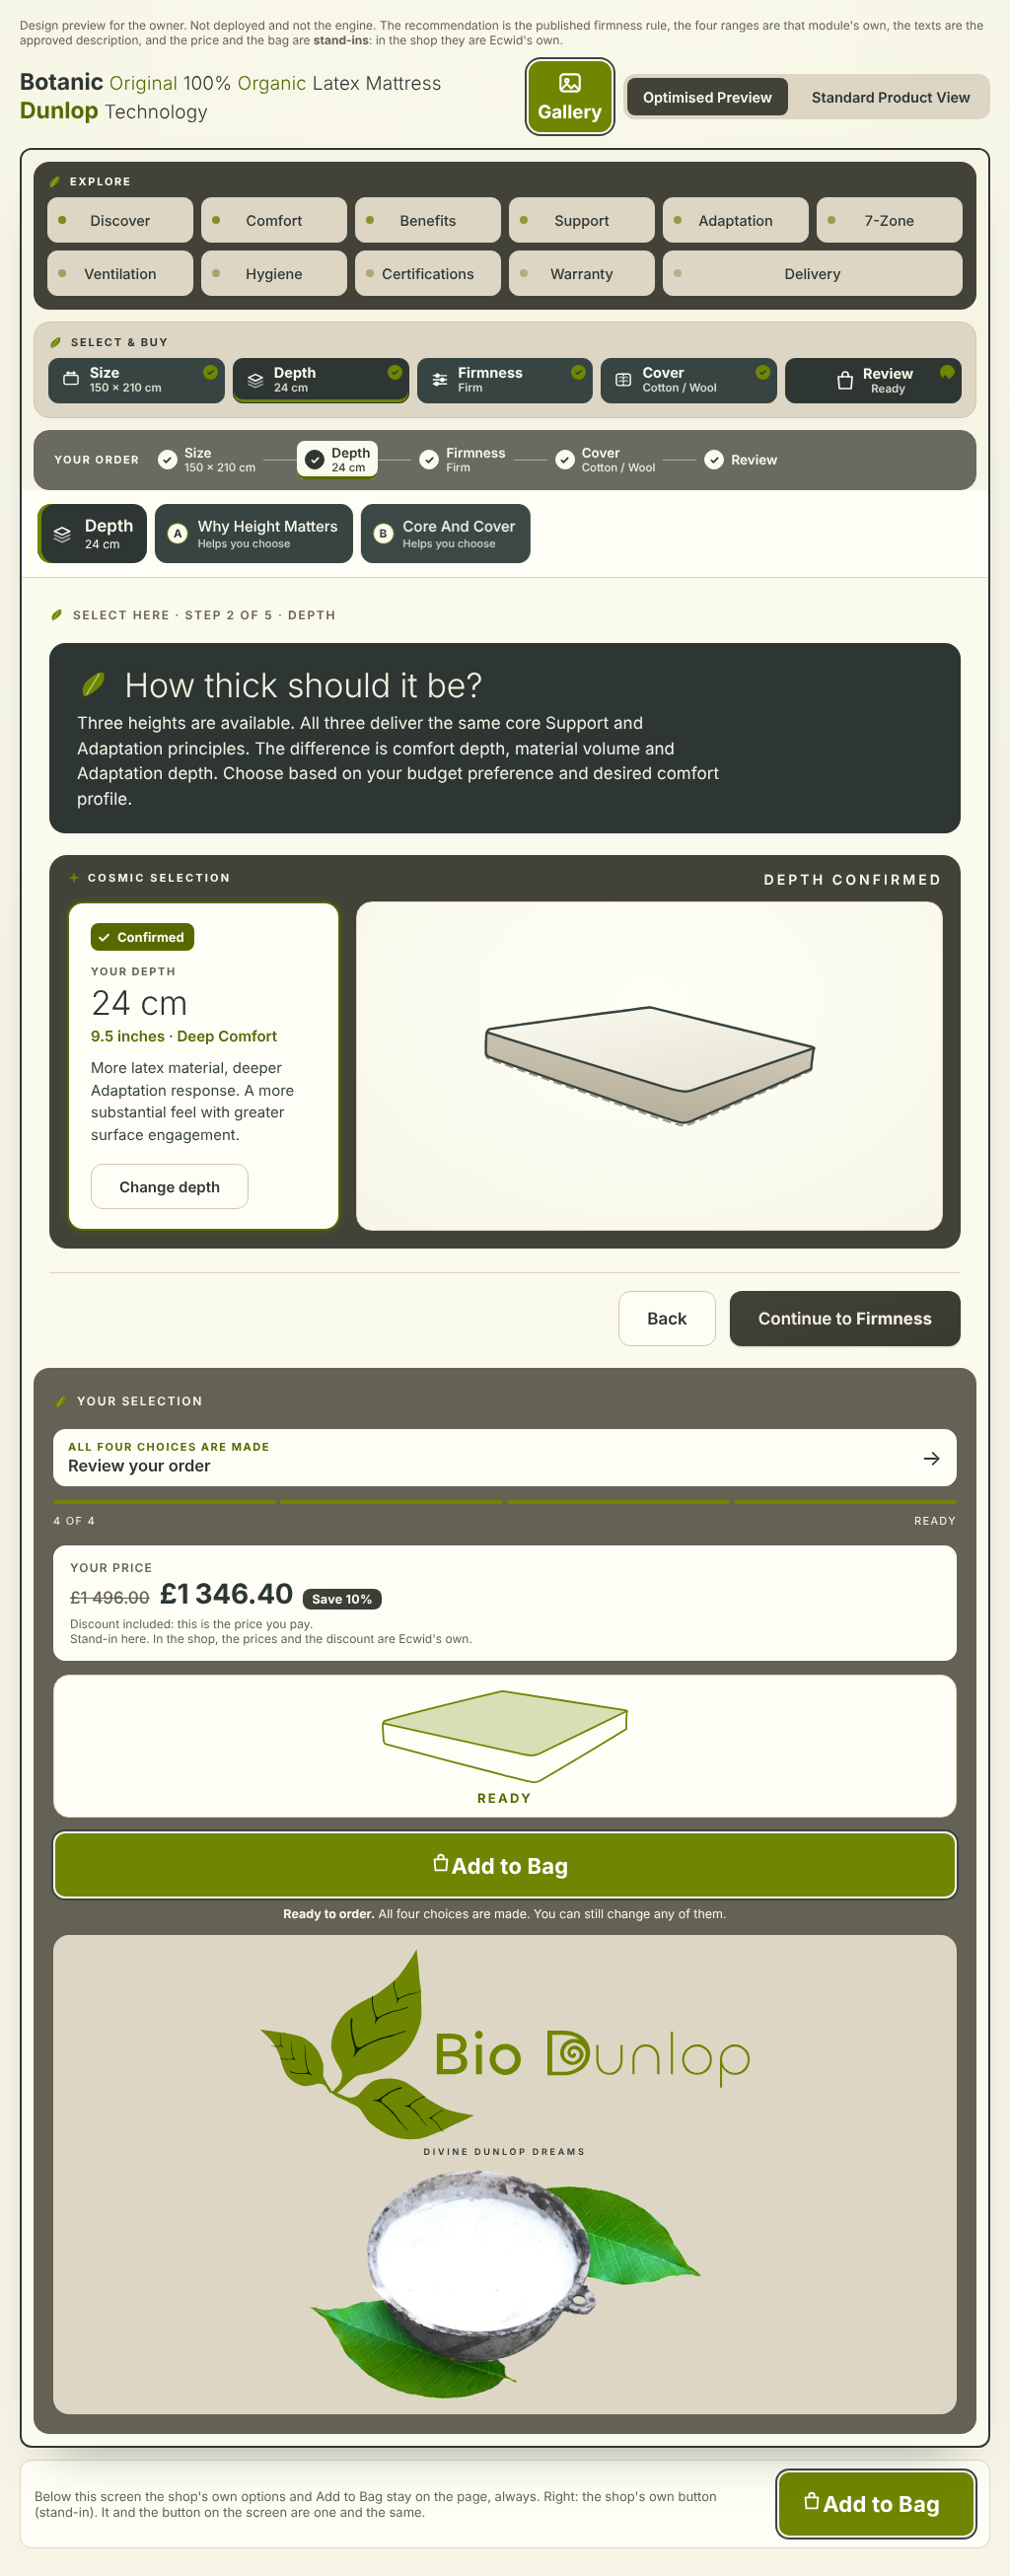 Design preview for the owner. Not deployed and not the engine. The recommendation is the published firmness rule, the four ranges are that module's own, the texts are the
approved description, and the price and the bag are stand-ins: in the shop they are Ecwid's own.
Botanic Original 100% Organic Latex Mattress
Dunlop Technology
Gallery
Optimised Preview
Standard Product View
EXPLORE
Discover
Comfort
Benefits
Support
Adaptation
7-Zone
Ventilation
Hygiene
Certifications
Warranty
Delivery
SELECT & BUY
Size
150 × 210 cm
Depth
24 cm
Firmness
Firm
Cover
Cotton / Wool
Review
Ready
YOUR ORDER
Size
150 × 210 cm
Depth
24 cm
Firmness
Firm
Cover
Cotton / Wool
Review
Depth
24 cm
A
Why Height Matters
Helps you choose
B
Core And Cover
Helps you choose
SELECT HERE · STEP 2 OF 5 · DEPTH
How thick should it be?
Three heights are available. All three deliver the same core Support and
Adaptation principles. The difference is comfort depth, material volume and
Adaptation depth. Choose based on your budget preference and desired comfort
profile.
COSMIC SELECTION
DEPTH CONFIRMED
Confirmed
YOUR DEPTH
24 cm
9.5 inches · Deep Comfort
More latex material, deeper
Adaptation response. A more
substantial feel with greater
surface engagement.
Change depth
Back
Continue to Firmness
YOUR SELECTION
ALL FOUR CHOICES ARE MADE
Review your order
4 OF 4
READY
YOUR PRICE
£1 496.00 £1 346.40 Save 10%
Discount included: this is the price you pay.
Stand-in here. In the shop, the prices and the discount are Ecwid's own.
READY
Add to Bag
Ready to order. All four choices are made. You can still change any of them.
Bio Dunlop
DIVINE DUNLOP DREAMS
Below this screen the shop's own options and Add to Bag stay on the page, always. Right: the shop's own button
(stand-in). It and the button on the screen are one and the same.
Add to Bag